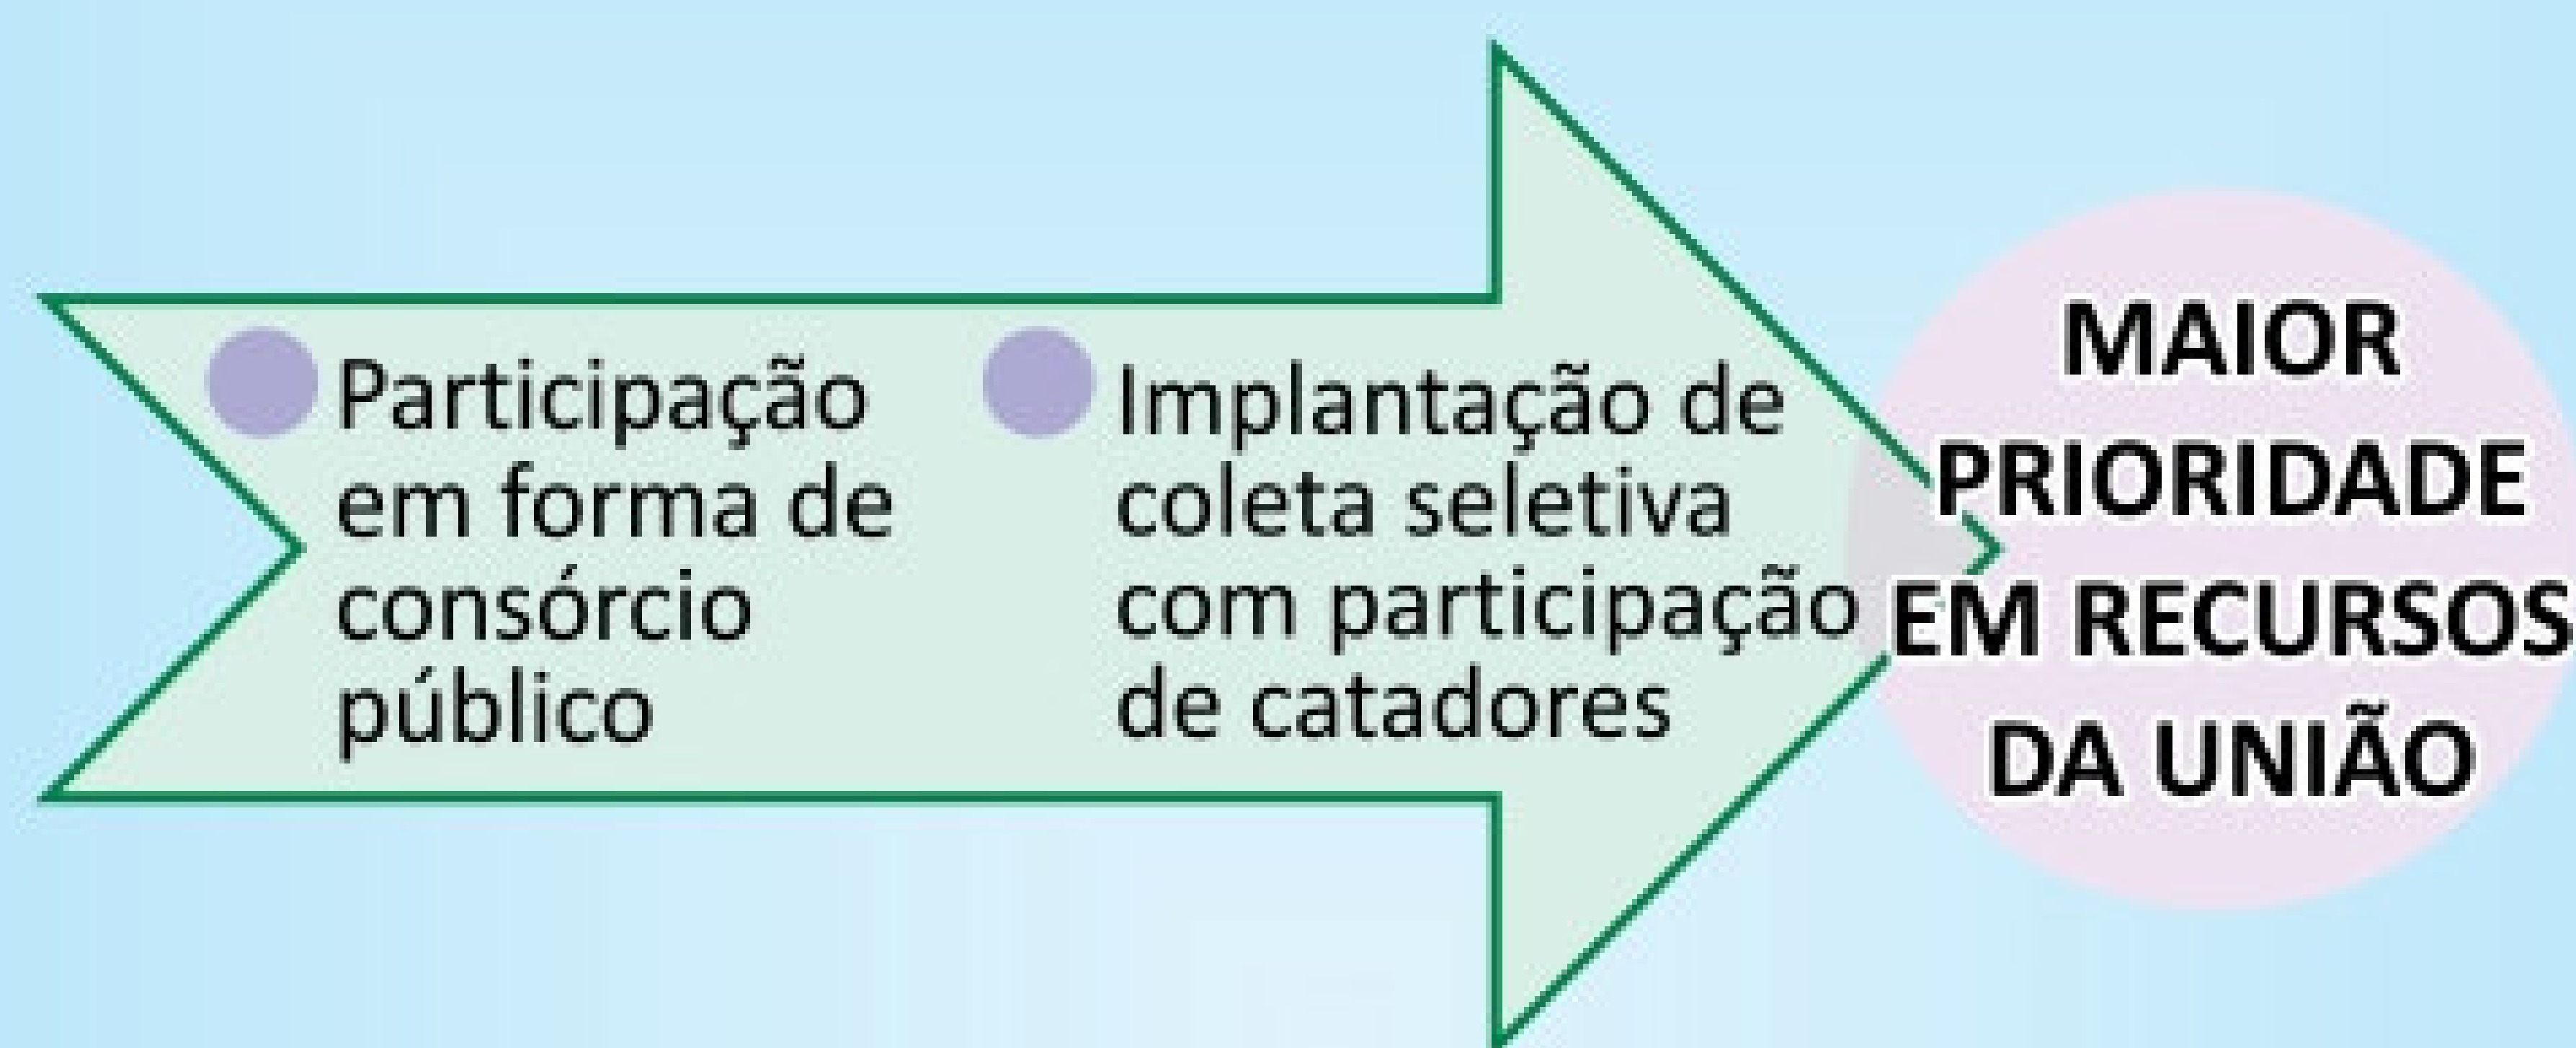 Participação
em forma de
consórcio
público
Implantação de
coleta seletiva
com participação
de catadores
MAIOR
PRIORIDADE
EM RECURSOS
DA UNIÃO